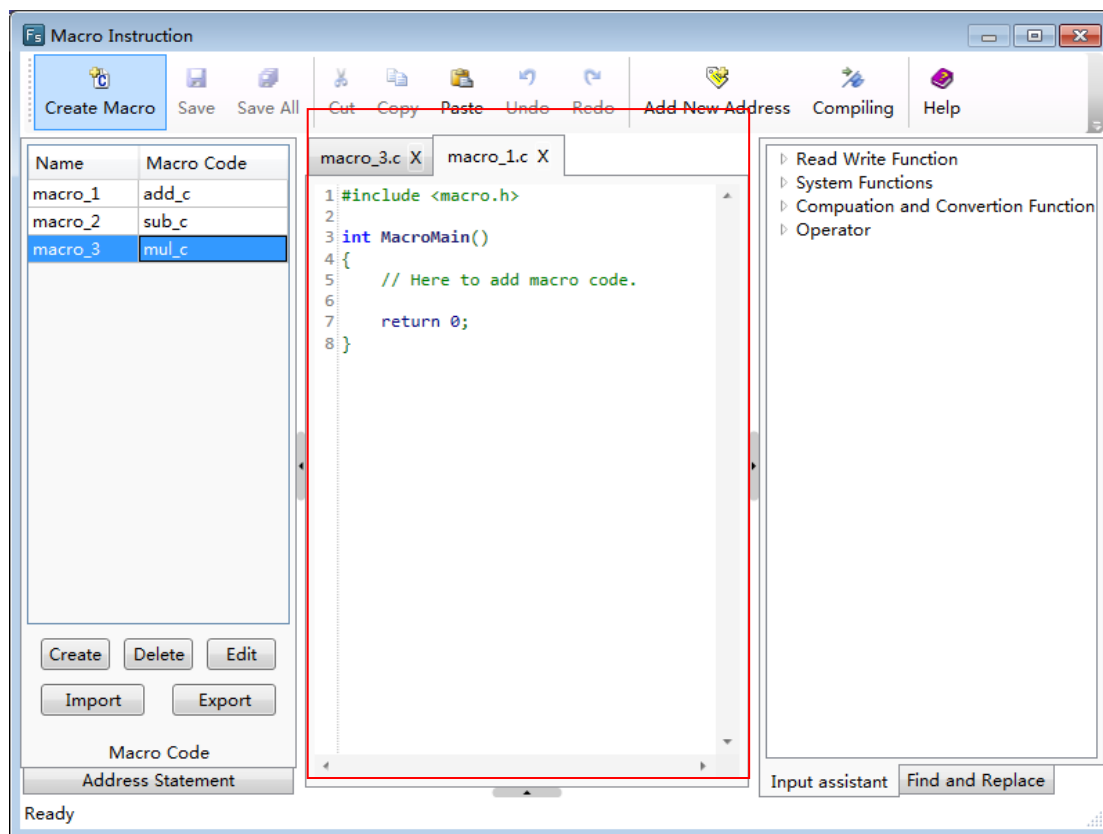 Fs Macro Instruction
Create Macro Save Save All Cut Copy Paste Undo Redo Add New Address Compiling Help
Name Macro Code
macro_1 add_c
macro_2 sub_c
macro_3 mul_c
Create Delete Edit
Import Export
Macro Code
Address Statement
Ready
macro_3.c X macro_1.c X
1 #include <macro.h>
2
3 int MacroMain()
4 {
5 // Here to add macro code.
6
7 return 0;
8 }
Read Write Function
System Functions
Compuation and Convertion Function
Operator
Input assistant Find and Replace